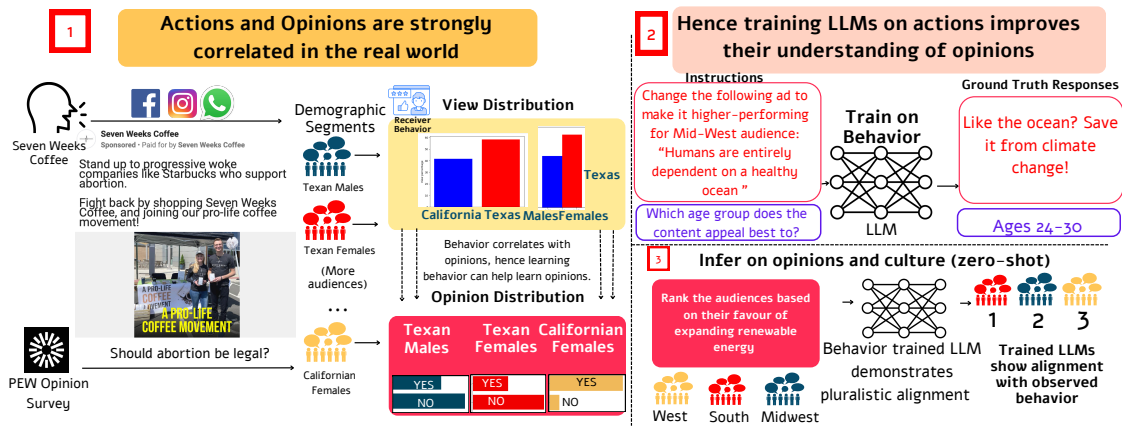 1
Actions and Opinions are strongly
correlated in the real world
Seven Weeks
Coffee
Seven Weeks Coffee
Sponsored • Paid for by Seven Weeks Coffee
Stand up to progressive woke
companies like Starbucks who support
abortion.
Fight back by shopping Seven Weeks
Coffee, and joining our pro-life coffee
movement!
A PRO-LIFE
COFFEE
MOVEMENT
A PRO-LIFE
COFFEE MOVEMENT
PEW Opinion
Survey
Should abortion be legal?
Demographic
Segments
Texan Males
Texan Females
(More
audiences)
...
Californian
Females
Receiver
Behavior
View Distribution
California Texas
Males Females
Texas
Behavior correlates with
opinions, hence learning
behavior can help learn opinions.
Opinion Distribution
Texan
Males
YES
NO
Texan
Females
YES
NO
Californian
Females
YES
NO
2
Hence training LLMs on actions improves
their understanding of opinions
Instructions
Change the following ad to
make it higher-performing
for Mid-West audience:
“Humans are entirely
dependent on a healthy
ocean ”
Which age group does the
content appeal best to?
Train on
Behavior
LLM
Ground Truth Responses
Like the ocean? Save
it from climate
change!
Ages 24-30
3
Infer on opinions and culture (zero-shot)
Rank the audiences based
on their favour of
expanding renewable
energy
West
South
Midwest
Behavior trained LLM
demonstrates
pluralistic alignment
1 2 3
Trained LLMs
show alignment
with observed
behavior